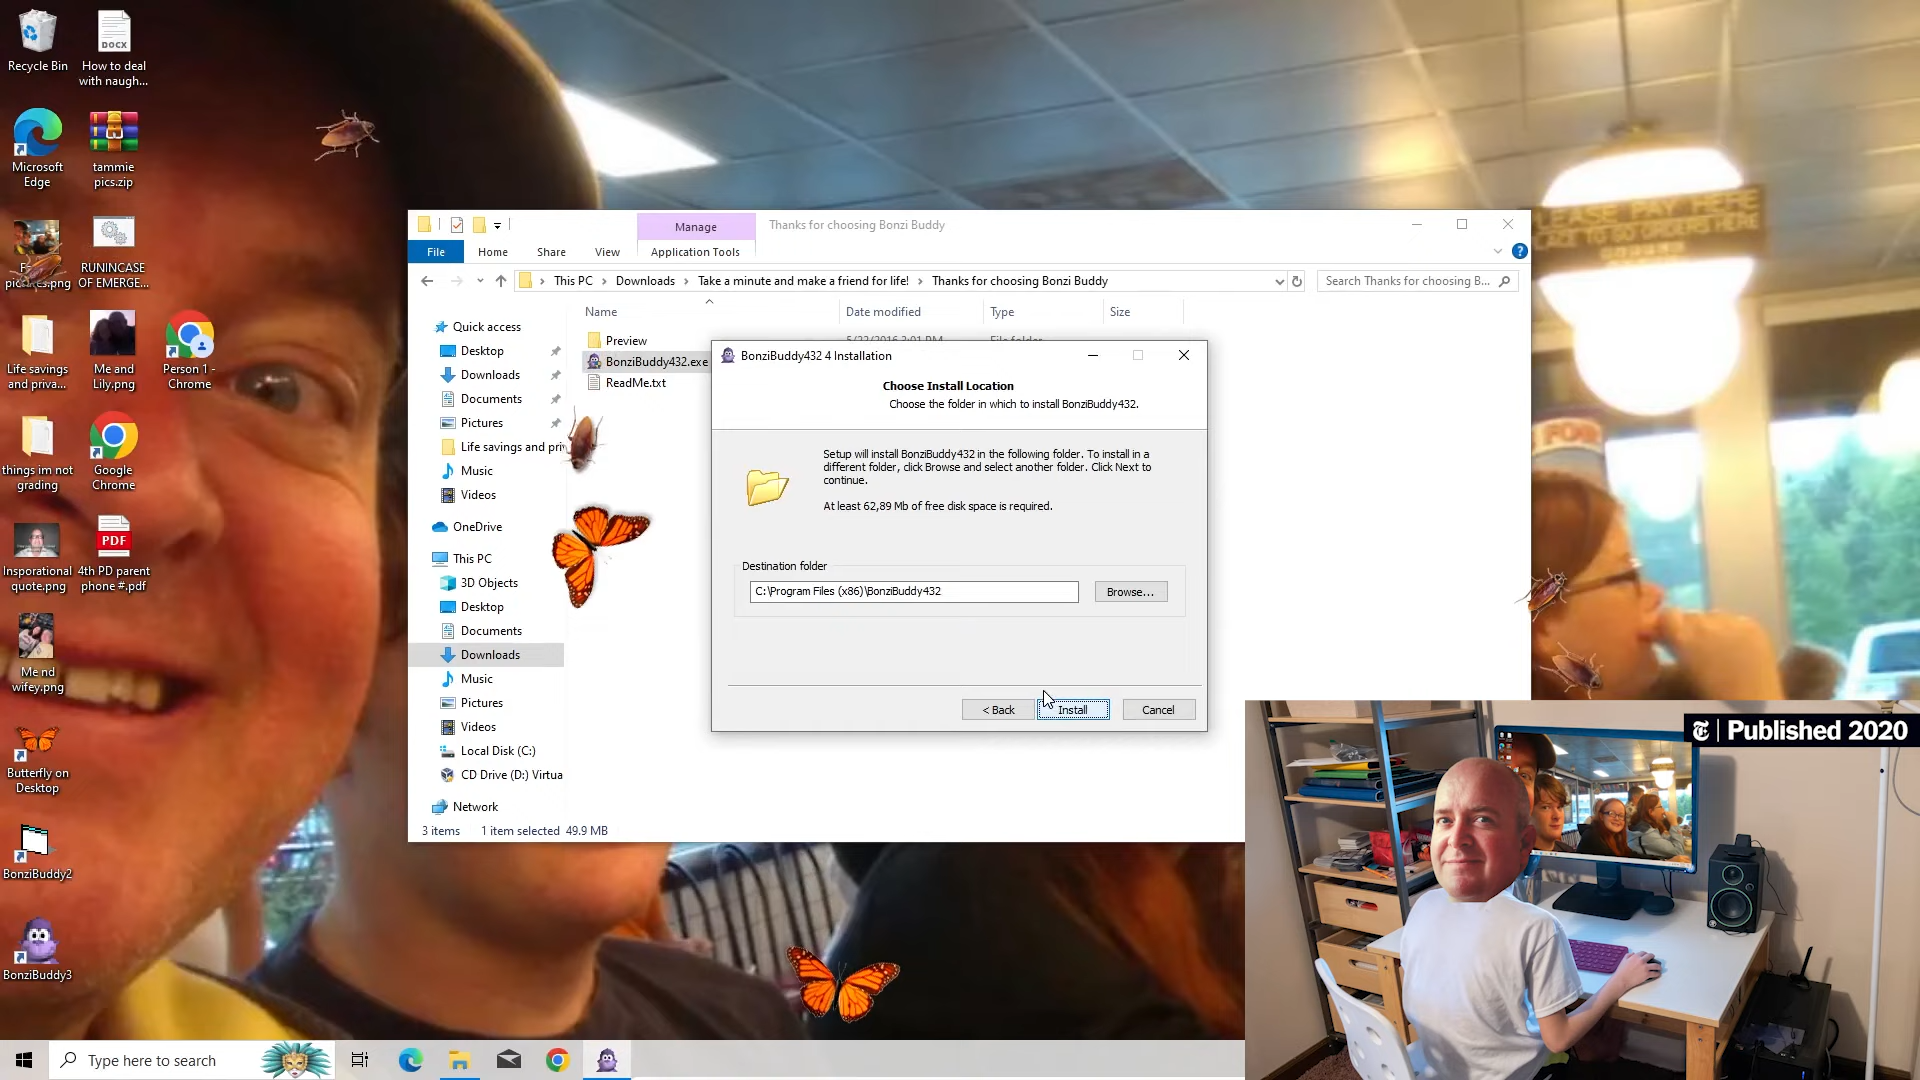 Recycle Bin
How to deal
with naugh...
Microsoft
Edge
tammie
pics.zip
RUNINCASE
OF EMERGE...
Life savings
and priva...
Me and
Lily.png
Person 1 -
Chrome
things im not
grading
Google
Chrome
Insporational
quote.png
PDF
4th PD parent
phone #.pdf
Me nd
wifey.png
Butterfly on
Desktop
BonziBuddy2
BonziBuddy3
DOCX
Manage
Thanks for choosing Bonzi Buddy
File
Home
Share
View
Application Tools
This PC > Downloads > Take a minute and make a friend for life! > Thanks for choosing Bonzi Buddy
Search Thanks for choosing B...
Name
Date modified
Type
Size
Quick access
Desktop
Downloads
Documents
Pictures
Life savings and pri
Music
Videos
OneDrive
This PC
3D Objects
Desktop
Documents
Downloads
Music
Pictures
Videos
Local Disk (C:)
CD Drive (D:) Virtua
Network
Preview
BonziBuddy432.exe
ReadMe.txt
3 items
1 item selected 49.9 MB
BonziBuddy432 4 Installation
Choose Install Location
Choose the folder in which to install BonziBuddy432.
Setup will install BonziBuddy432 in the following folder. To install in a
different folder, click Browse and select another folder. Click Next to
continue.
At least 62,89 Mb of free disk space is required.
Destination folder
C:\Program Files (x86)\BonziBuddy432
Browse...
< Back
Install
Cancel
PLEASE PAY HERE
T | Published 2020
Type here to search